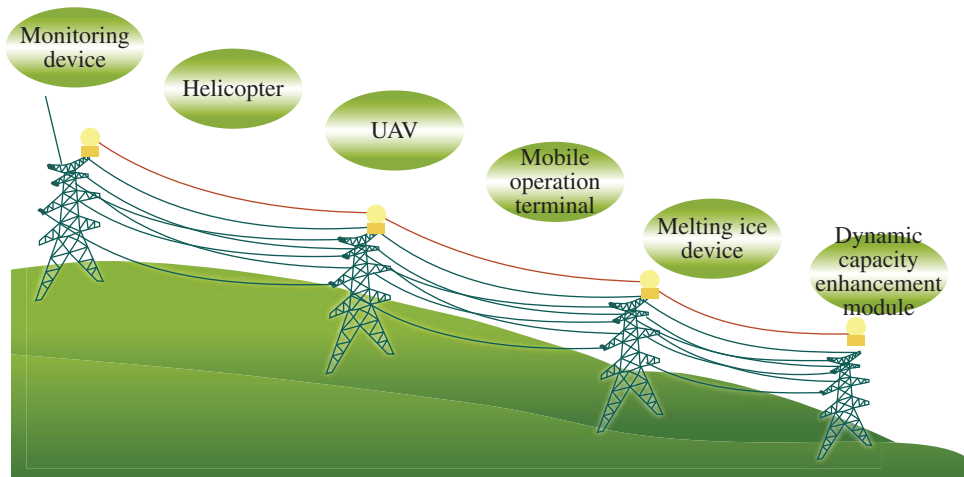 Monitoring
device
Helicopter
UAV
Mobile
operation
terminal
Melting ice
device
Dynamic
capacity
enhancement
module